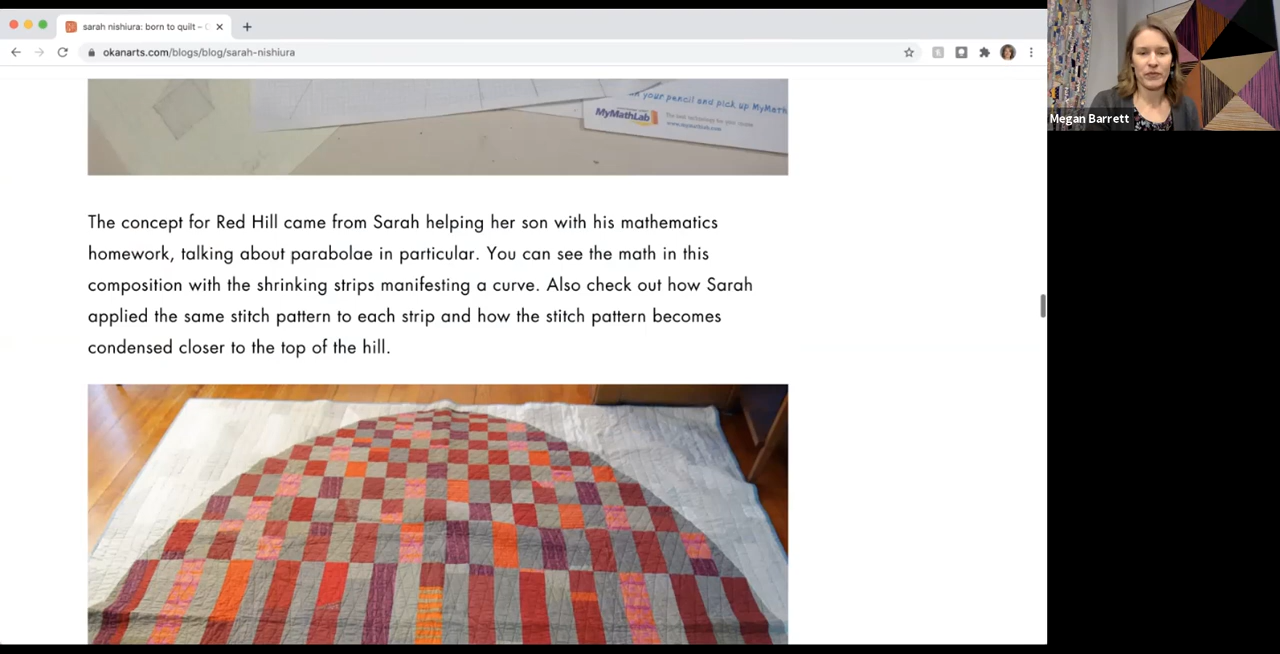 sarah nishiura: born to quilt –
okanarts.com/blogs/blog/sarah-nishiura
Megan Barrett
your pencil and pick up MyMath
MyMathLab
www.mymathlab.com
The concept for Red Hill came from Sarah helping her son with his mathematics
homework, talking about parabolae in particular. You can see the math in this
composition with the shrinking strips manifesting a curve. Also check out how Sarah
applied the same stitch pattern to each strip and how the stitch pattern becomes
condensed closer to the top of the hill.